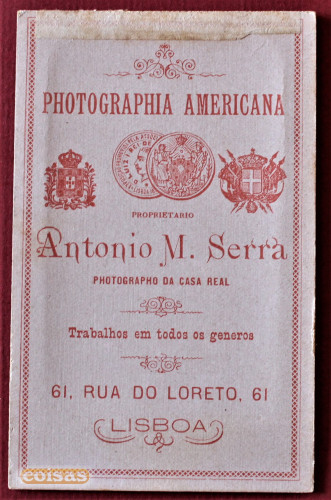 PHOTOGRAPHIA AMERICANA
PROPRIETARIO
Antonio M. Serra
PHOTOGRAPHO DA CASA REAL
Trabalhos em todos os generos
61, RUA DO LORETO, 61
LISBOA
coisas